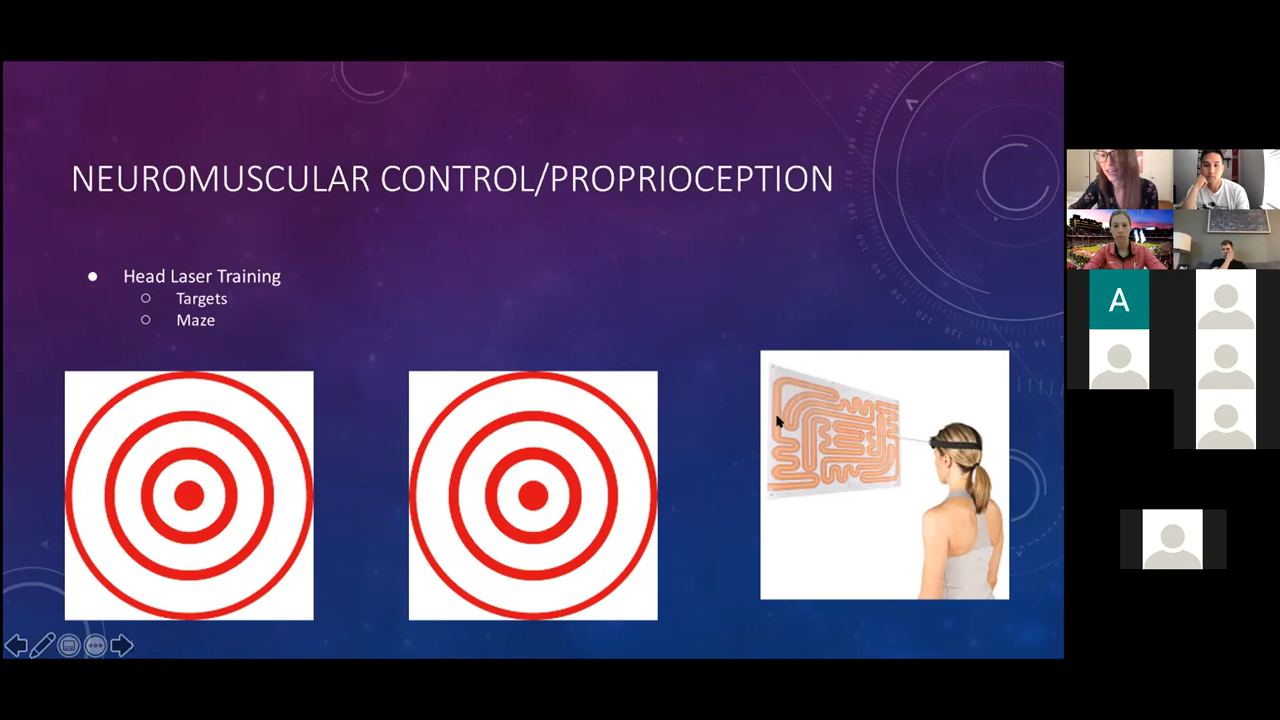 NEUROMUSCULAR CONTROL/PROPRIOCEPTION
Head Laser Training
Targets
Maze
A